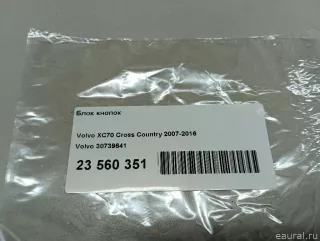 Блок кнопок
Volvo XC70 Cross Country 2007-2016
Volvo 30739641
23 560 351
eaural.ru